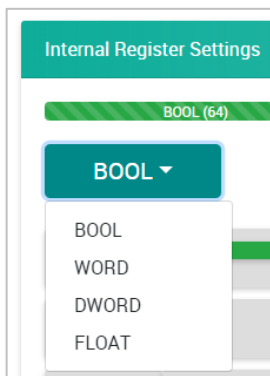 Internal Register Settings
BOOL (64)
BOOL
BOOL
WORD
DWORD
FLOAT